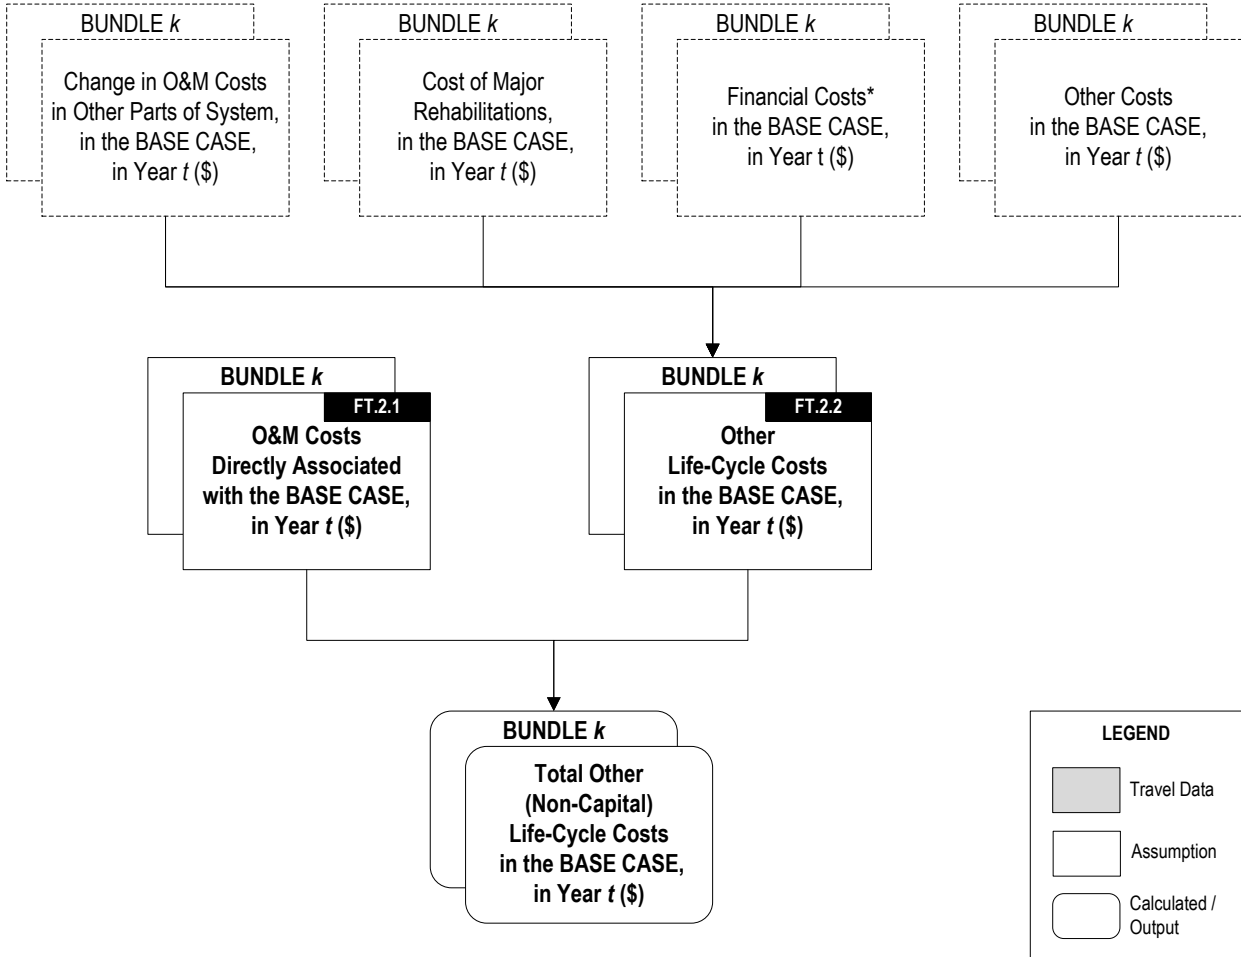 BUNDLE k
Change in O&M Costs
in Other Parts of System,
in the BASE CASE,
in Year t ($)
BUNDLE k
Cost of Major
Rehabilitations,
in the BASE CASE,
in Year t ($)
BUNDLE k
Financial Costs*
in the BASE CASE,
in Year t ($)
BUNDLE k
Other Costs
in the BASE CASE,
in Year t ($)
BUNDLE k
FT.2.1
O&M Costs
Directly Associated
with the BASE CASE,
in Year t ($)
BUNDLE k
FT.2.2
Other
Life-Cycle Costs
in the BASE CASE,
in Year t ($)
BUNDLE k
Total Other
(Non-Capital)
Life-Cycle Costs
in the BASE CASE,
in Year t ($)
LEGEND
Travel Data
Assumption
Calculated /
Output